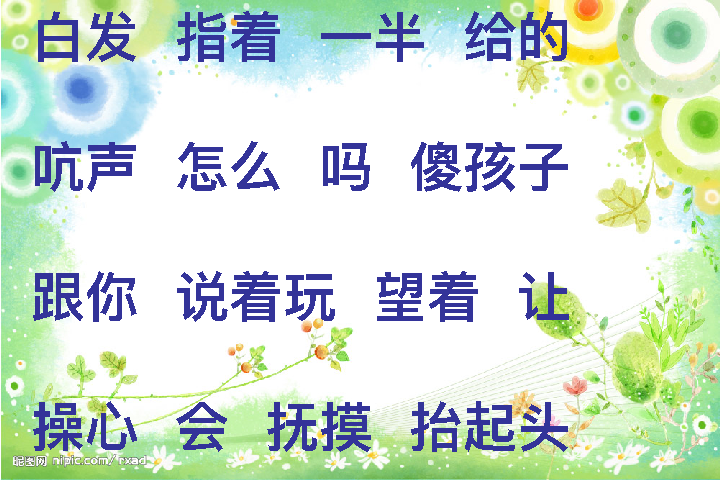 白发 指着 一半 给的
吭声 怎么 吗 傻孩子
跟你 说着玩 望着 让
操心 会 抚摸 抬起头
昵图网 nipic.com/rxad